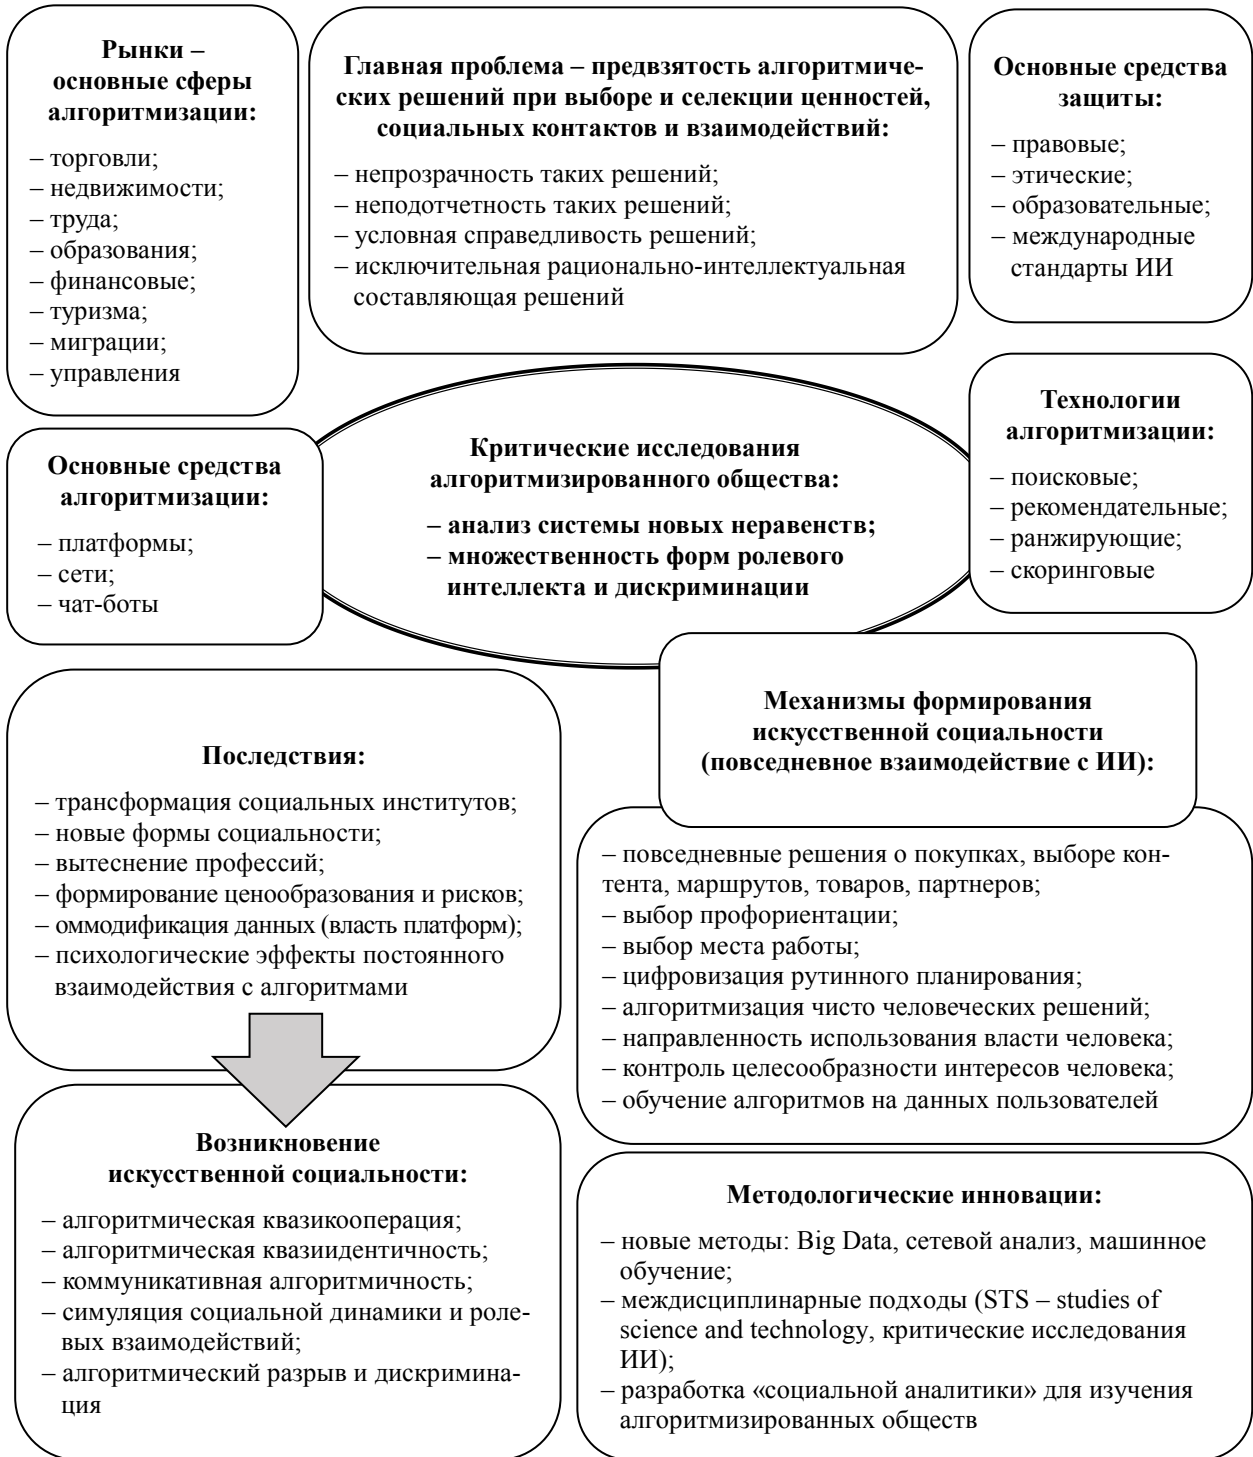 Рынки –
основные сферы
алгоритмизации:
– торговли;
– недвижимости;
– труда;
– образования;
– финансовые;
– туризма;
– миграции;
– управления
Главная проблема – предвзятость алгоритмиче-
ских решений при выборе и селекции ценностей,
социальных контактов и взаимодействий:
– непрозрачность таких решений;
– неподотчетность таких решений;
– условная справедливость решений;
– исключительная рационально-интеллектуальная
составляющая решений
Основные средства
защиты:
– правовые;
– этические;
– образовательные;
– международные
стандарты ИИ
Основные средства
алгоритмизации:
– платформы;
– сети;
– чат-боты
Критические исследования
алгоритмизированного общества:
– анализ системы новых неравенств;
– множественность форм ролевого
интеллекта и дискриминации
Технологии
алгоритмизации:
– поисковые;
– рекомендательные;
– ранжирующие;
– скоринговые
Последствия:
– трансформация социальных институтов;
– новые формы социальности;
– вытеснение профессий;
– формирование ценообразования и рисков;
– оммодификация данных (власть платформ);
– психологические эффекты постоянного
взаимодействия с алгоритмами
Механизмы формирования
искусственной социальности
(повседневное взаимодействие с ИИ):
– повседневные решения о покупках, выборе кон-
тента, маршрутов, товаров, партнеров;
– выбор профориентации;
– выбор места работы;
– цифровизация рутинного планирования;
– алгоритмизация чисто человеческих решений;
– направленность использования власти человека;
– контроль целесообразности интересов человека;
– обучение алгоритмов на данных пользователей
Возникновение
искусственной социальности:
– алгоритмическая квазикооперация;
– алгоритмическая квазиидентичность;
– коммуникативная алгоритмичность;
– симуляция социальной динамики и роле-
вых взаимодействий;
– алгоритмический разрыв и дискримина-
ция
Методологические инновации:
– новые методы: Big Data, сетевой анализ, машинное
обучение;
– междисциплинарные подходы (STS – studies of
science and technology, критические исследования
ИИ);
– разработка «социальной аналитики» для изучения
алгоритмизированных обществ